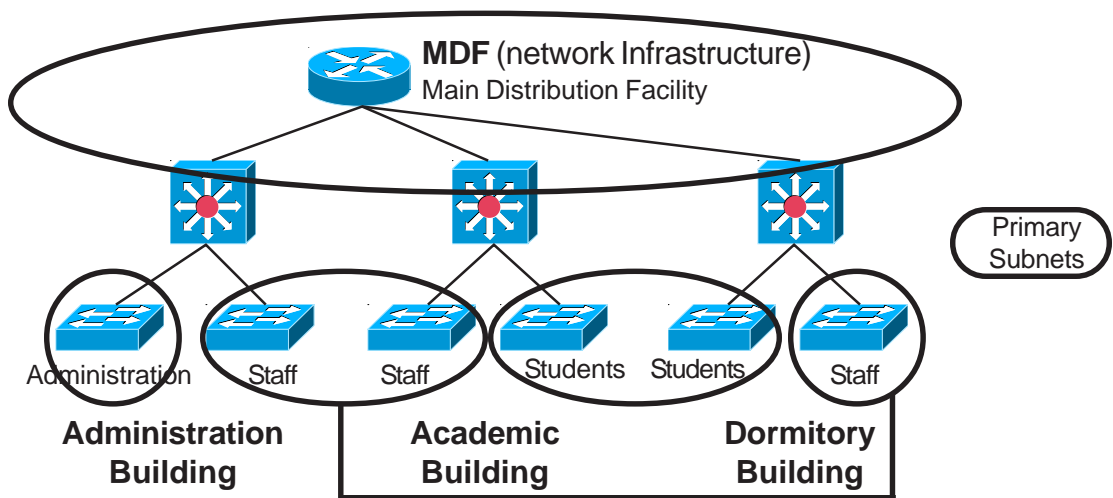 MDF (network Infrastructure)
Main Distribution Facility
Primary
Subnets
Administration
Staff
Staff
Students
Students
Staff
Administration
Building
Academic
Building
Dormitory
Building